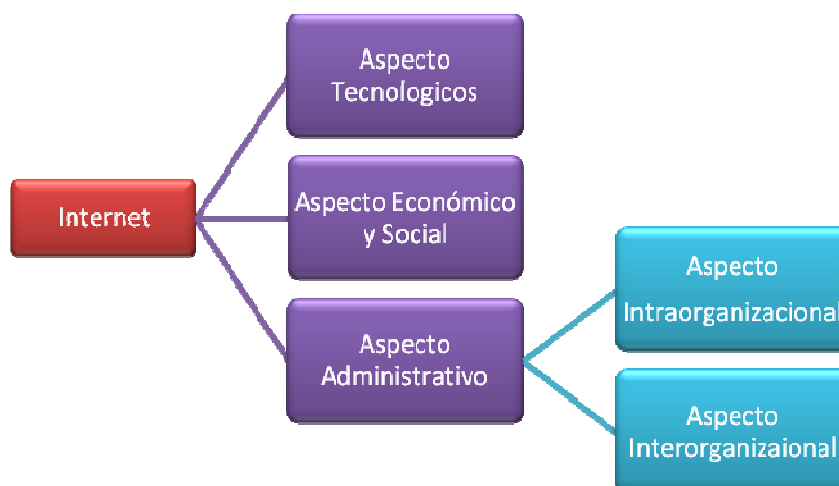 Internet
Aspecto
Tecnologicos
Aspecto Económico
y Social
Aspecto
Administrativo
Aspecto
Intraorganizacional
Aspecto
Interorganizaional